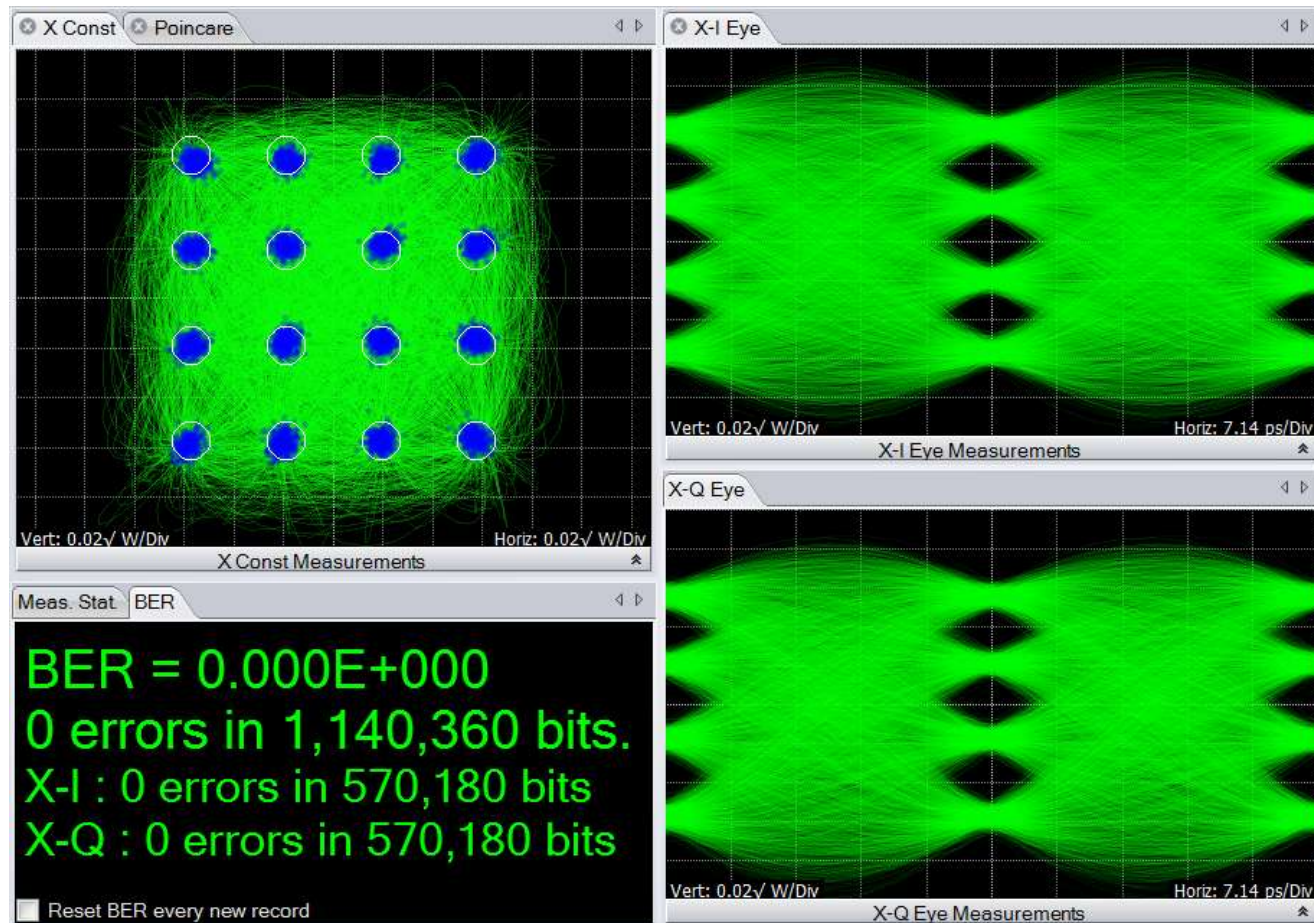 X Const Poincare
Vert: 0.02√ W/Div Horiz: 0.02√ W/Div
X Const Measurements
Meas. Stat. BER
BER = 0.000E+000
0 errors in 1,140,360 bits.
X-I : 0 errors in 570,180 bits
X-Q : 0 errors in 570,180 bits
Reset BER every new record
X-I Eye
Vert: 0.02√ W/Div Horiz: 7.14 ps/Div
X-I Eye Measurements
X-Q Eye
Vert: 0.02√ W/Div Horiz: 7.14 ps/Div
X-Q Eye Measurements